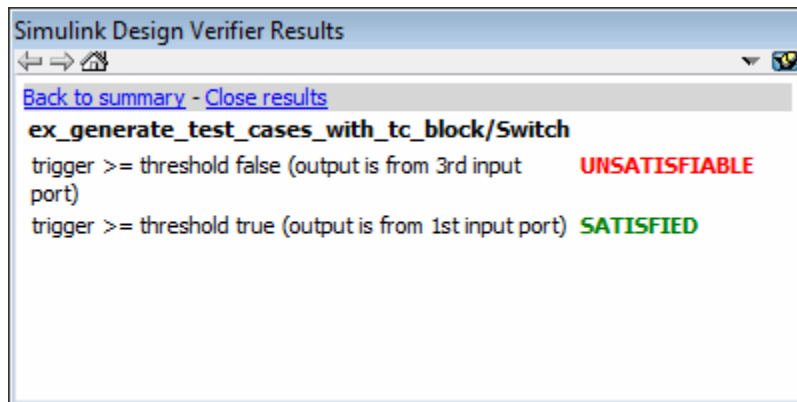 Simulink Design Verifier Results
Back to summary - Close results
ex_generate_test_cases_with_tc_block/Switch
trigger >= threshold false (output is from 3rd input UNSATISFIABLE
port)
trigger >= threshold true (output is from 1st input port) SATISFIED